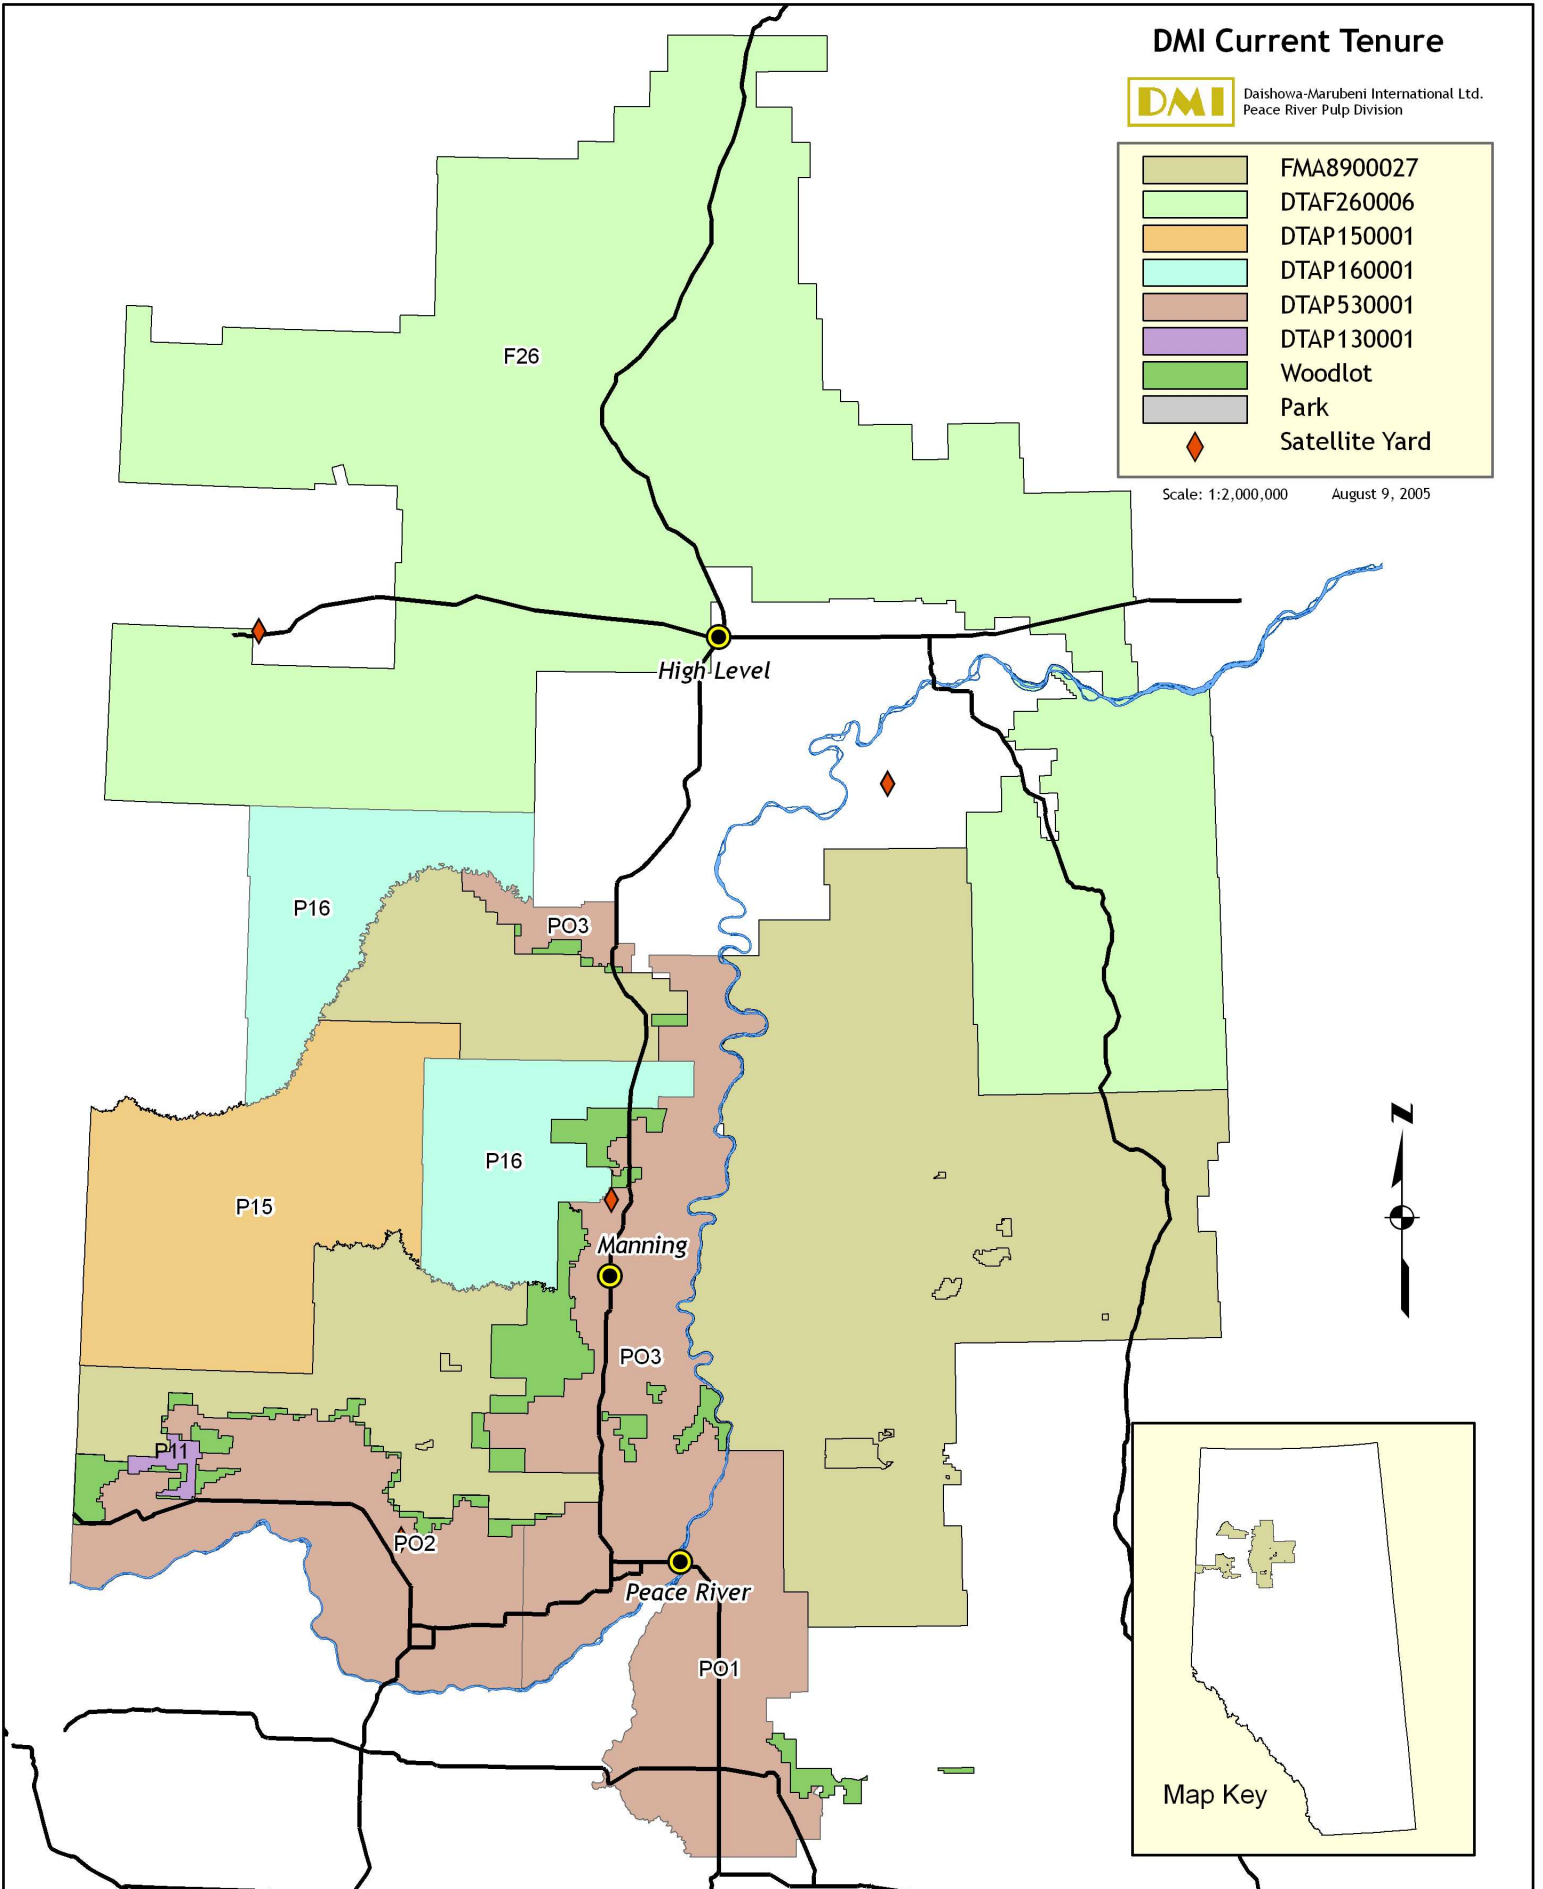 DMI Current Tenure
DMI
Daishowa-Marubeni International Ltd.
Peace River Pulp Division
FMA8900027
DTAF260006
DTAP150001
DTAP160001
DTAP530001
DTAP130001
Woodlot
Park
Satellite Yard
Scale: 1:2,000,000 August 9, 2005
F26
High Level
P16
PO3
P16
P15
Manning
PO3
P11
PO2
Peace River
PO1
N
Map Key